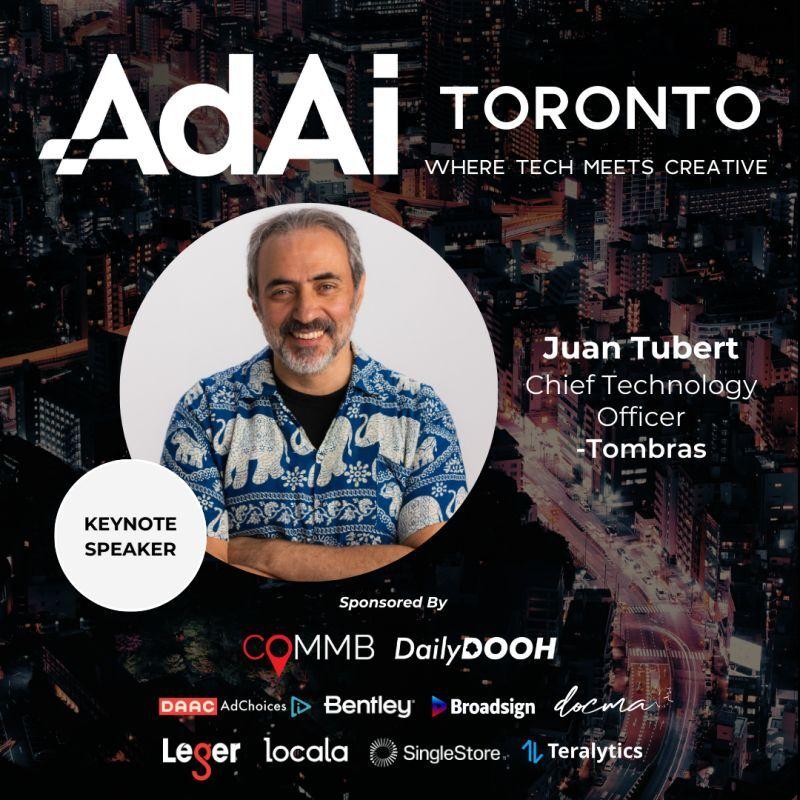 AdAi TORONTO
WHERE TECH MEETS CREATIVE
Juan Tubert
Chief Technology
Officer
-Tombras
KEYNOTE
SPEAKER
Sponsored By
COMMB DailyDOOH
DAAC AdChoices Bentley Broadsign docma
Leger locala SingleStore Teralytics